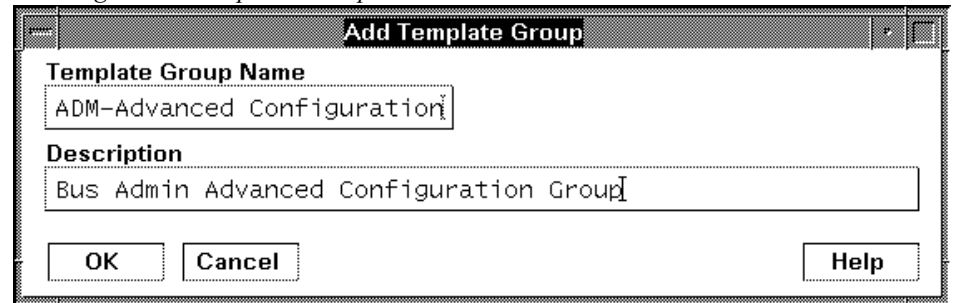 Add Template Group
Template Group Name
ADM-Advanced Configuration
Description
Bus Admin Advanced Configuration Group
OK Cancel Help